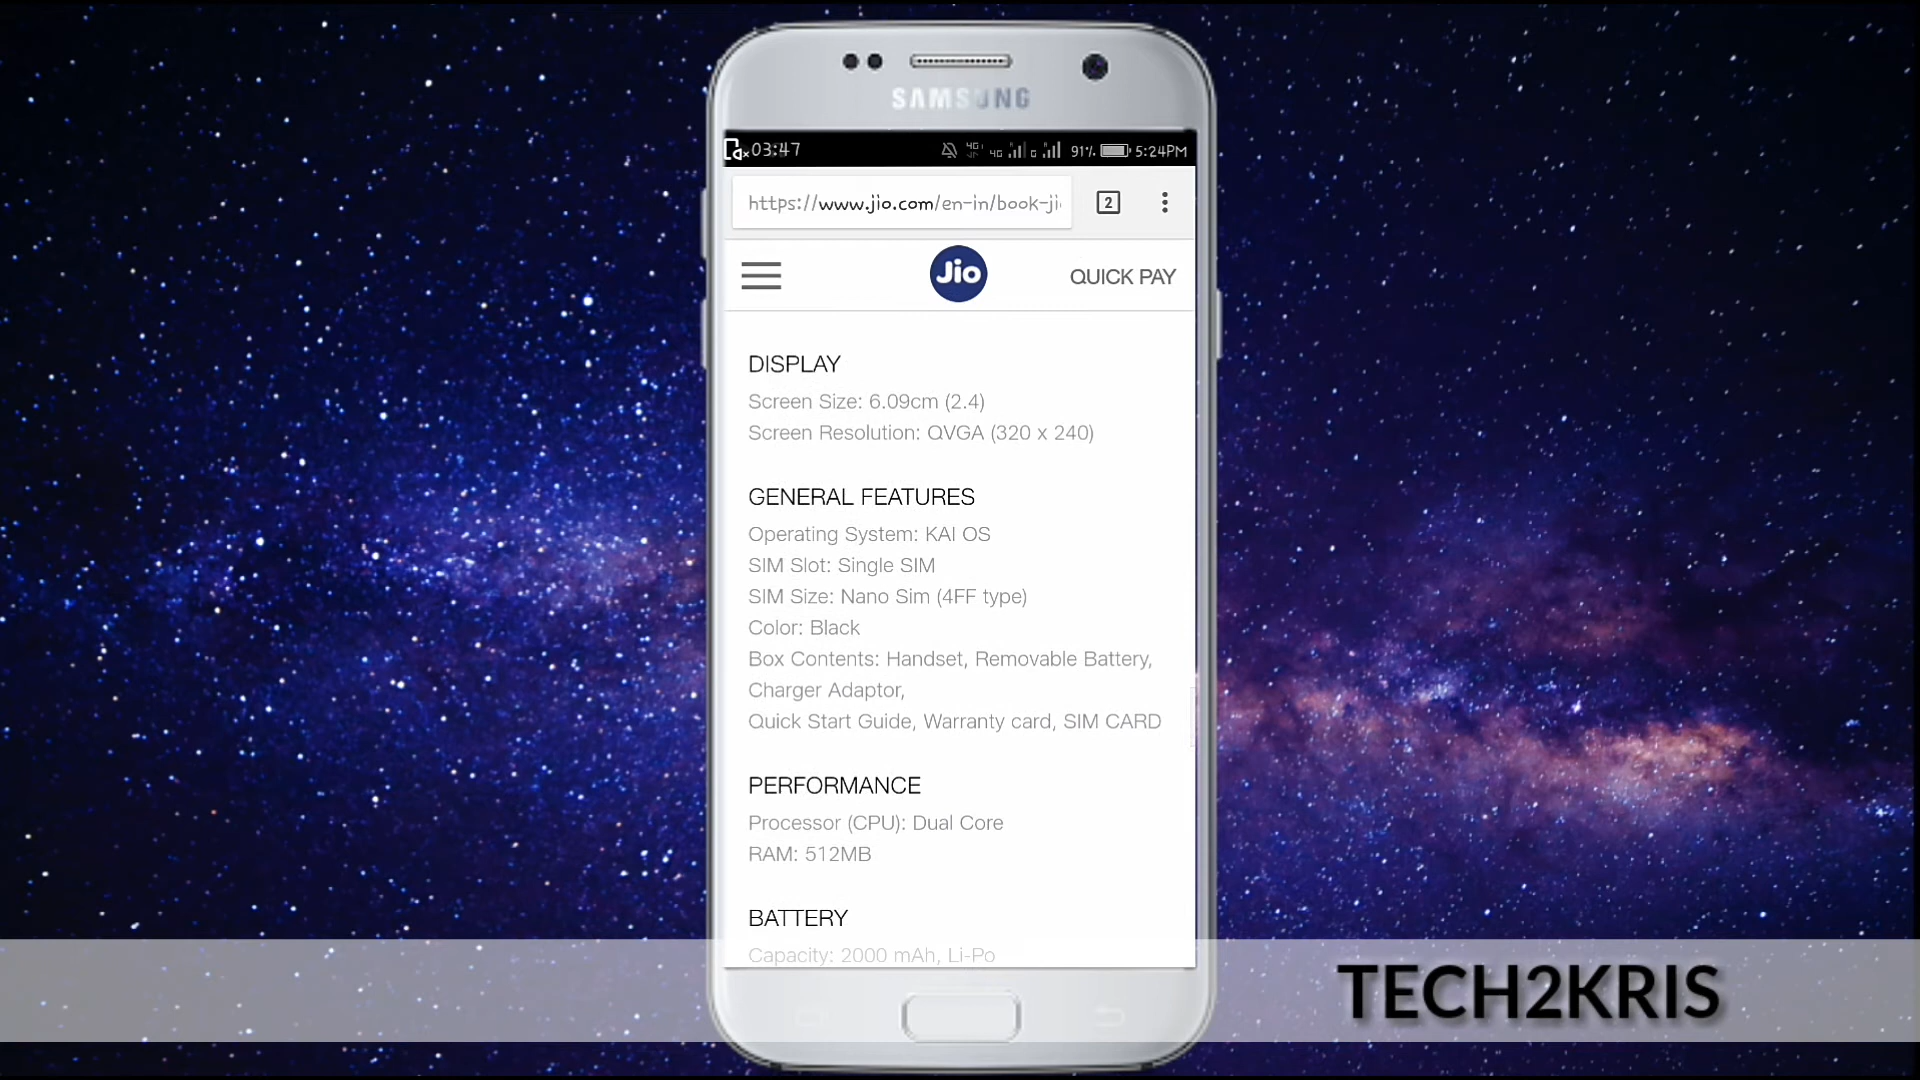 SAMSUNG
03:47
91% 5:24PM
https://www.jio.com/en-in/book-ji
2
Jio
QUICK PAY
DISPLAY
Screen Size: 6.09cm (2.4)
Screen Resolution: QVGA (320 x 240)
GENERAL FEATURES
Operating System: KAI OS
SIM Slot: Single SIM
SIM Size: Nano Sim (4FF type)
Color: Black
Box Contents: Handset, Removable Battery,
Charger Adaptor,
Quick Start Guide, Warranty card, SIM CARD
PERFORMANCE
Processor (CPU): Dual Core
RAM: 512MB
BATTERY
Capacity: 2000 mAh, Li-Po
TECH2KRIS